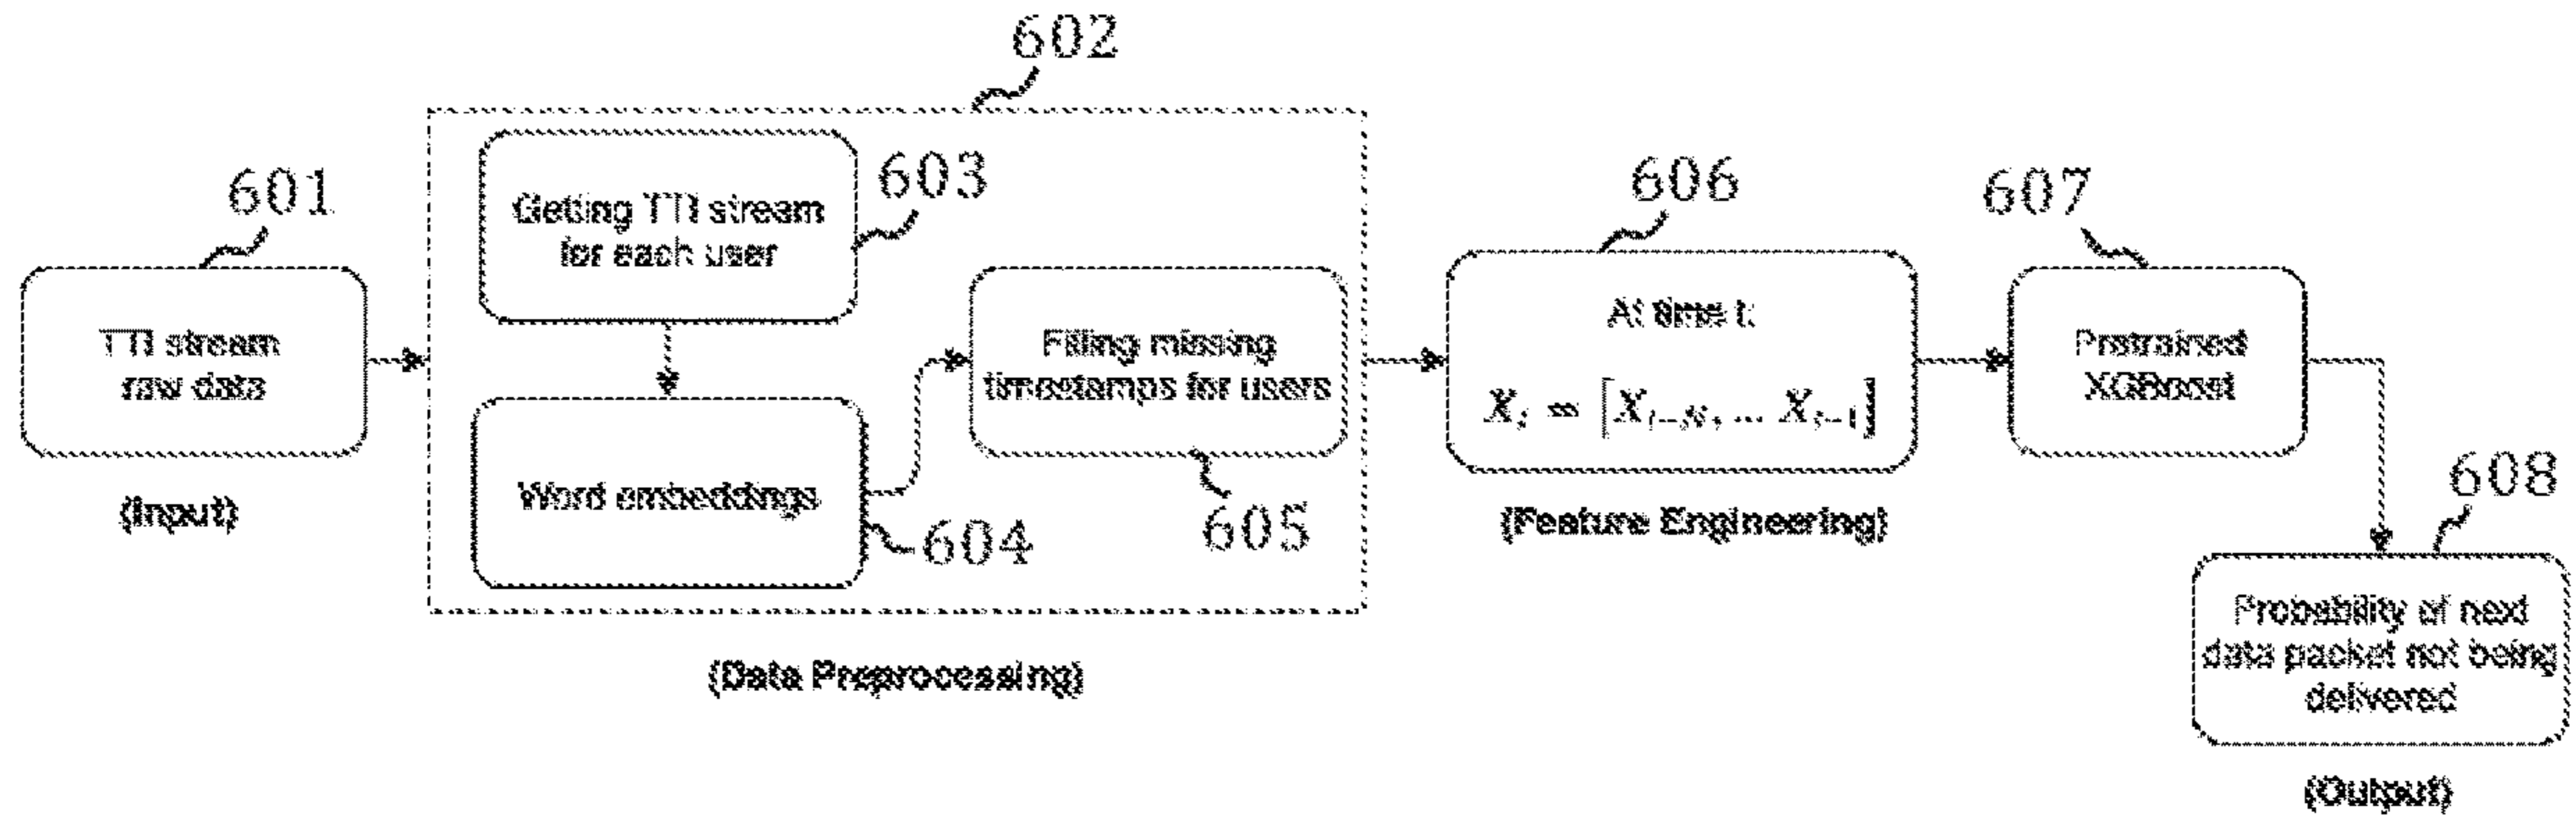 602
601
603
606
607
Getting TTI stream
for each user
TTI stream
raw data
(Input)
Word embeddings
604
Filling missing
timestamps for users
605
At time t:
X_t = [X_{t-N}, ... X_{t-1}]
(Feature Engineering)
Pretrained
XGBoost
608
Probability of next
data packet not being
delivered
(Data Preprocessing)
(Output)